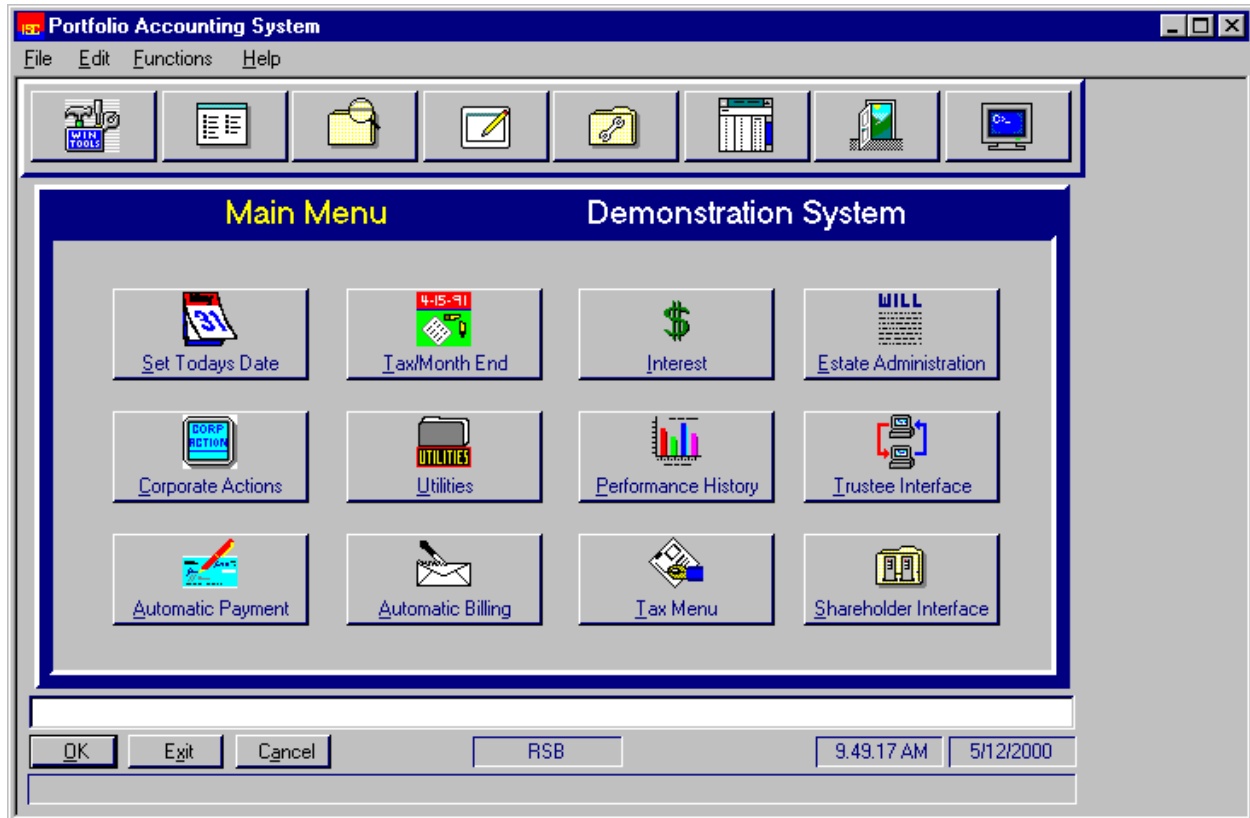 ISC Portfolio Accounting System
File Edit Functions Help
WIN
TOOLS
C>_
Main Menu Demonstration System
31
Set Todays Date
4-15-91
Tax/Month End
$
Interest
WILL
Estate Administration
CORP
ACTION
Corporate Actions
UTILITIES
Utilities
Performance History
Trustee Interface
Automatic Payment
Automatic Billing
Tax Menu
Shareholder Interface
OK Exit Cancel RSB 9.49.17 AM 5/12/2000